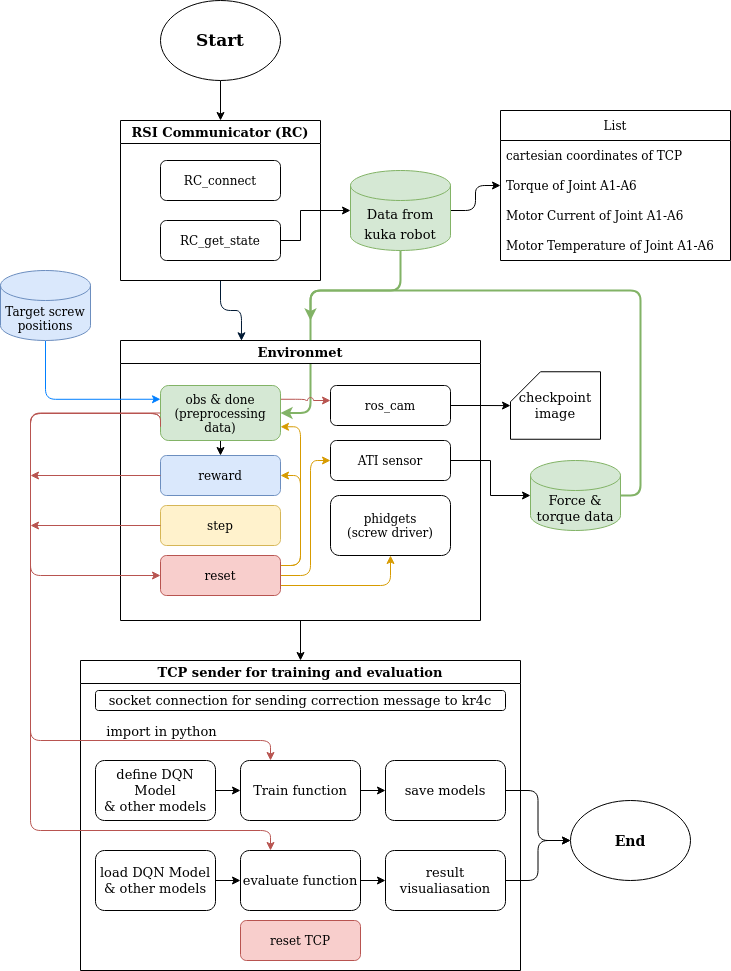 Start
RSI Communicator (RC)
RC_connect
RC_get_state
Data from
kuka robot
List
cartesian coordinates of TCP
Torque of Joint A1-A6
Motor Current of Joint A1-A6
Motor Temperature of Joint A1-A6
Target screw
positions
Environmet
obs & done
(preprocessing
data)
reward
step
reset
ros_cam
ATI sensor
phidgets
(screw driver)
checkpoint
image
Force &
torque data
TCP sender for training and evaluation
socket connection for sending correction message to kr4c
import in python
define DQN
Model
& other models
Train function
save models
load DQN Model
& other models
evaluate function
result
visualiasation
reset TCP
End